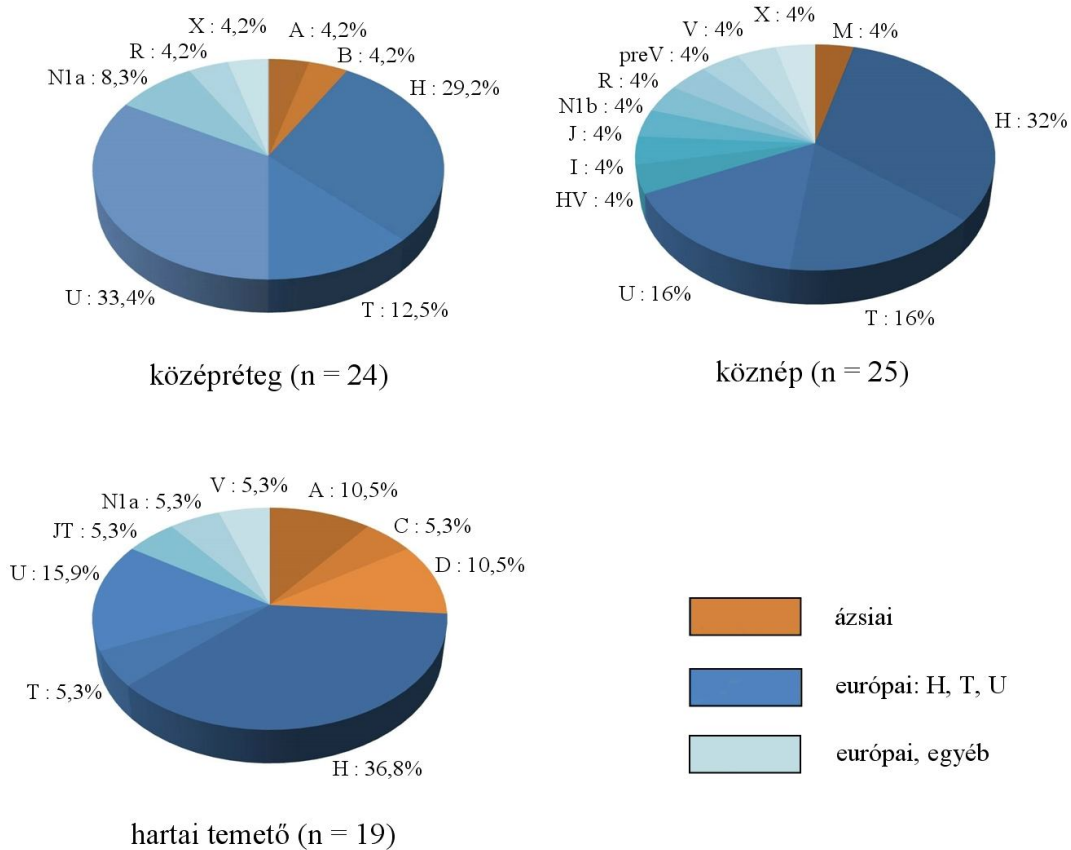 X : 4,2%
A : 4,2%
R : 4,2%
B : 4,2%
N1a : 8,3%
H : 29,2%
U : 33,4%
T : 12,5%
középréteg (n = 24)
X : 4%
V : 4%
M : 4%
preV : 4%
R : 4%
N1b : 4%
H : 32%
J : 4%
I : 4%
HV : 4%
U : 16%
T : 16%
köznép (n = 25)
V : 5,3%
A : 10,5%
N1a : 5,3%
C : 5,3%
JT : 5,3%
D : 10,5%
U : 15,9%
T : 5,3%
H : 36,8%
hartai temető (n = 19)
ázsiai
európai: H, T, U
európai, egyéb